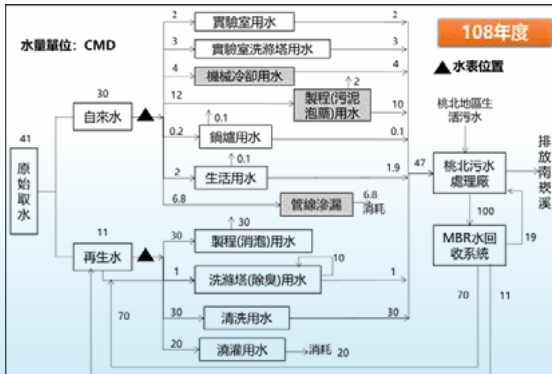 水量單位：CMD
108年度
▲水表位置
41
原始取水
30
自來水
2
實驗室用水
2
3
實驗室洗滌塔用水
3
4
機械冷卻用水
4
12
製程(污泥泡藥)用水
2
10
0.2
鍋爐用水
0.1
0.1
2
生活用水
0.1
1.9
6.8
管線滲漏
6.8
消耗
47
桃北地區生活污水
桃北污水處理廠
排放南崁溪
100
19
MBR水回收系統
70
11
11
再生水
30
製程(消泡)用水
30
1
洗滌塔(除臭)用水
10
1
30
清洗用水
30
20
澆灌用水
消耗 20
70